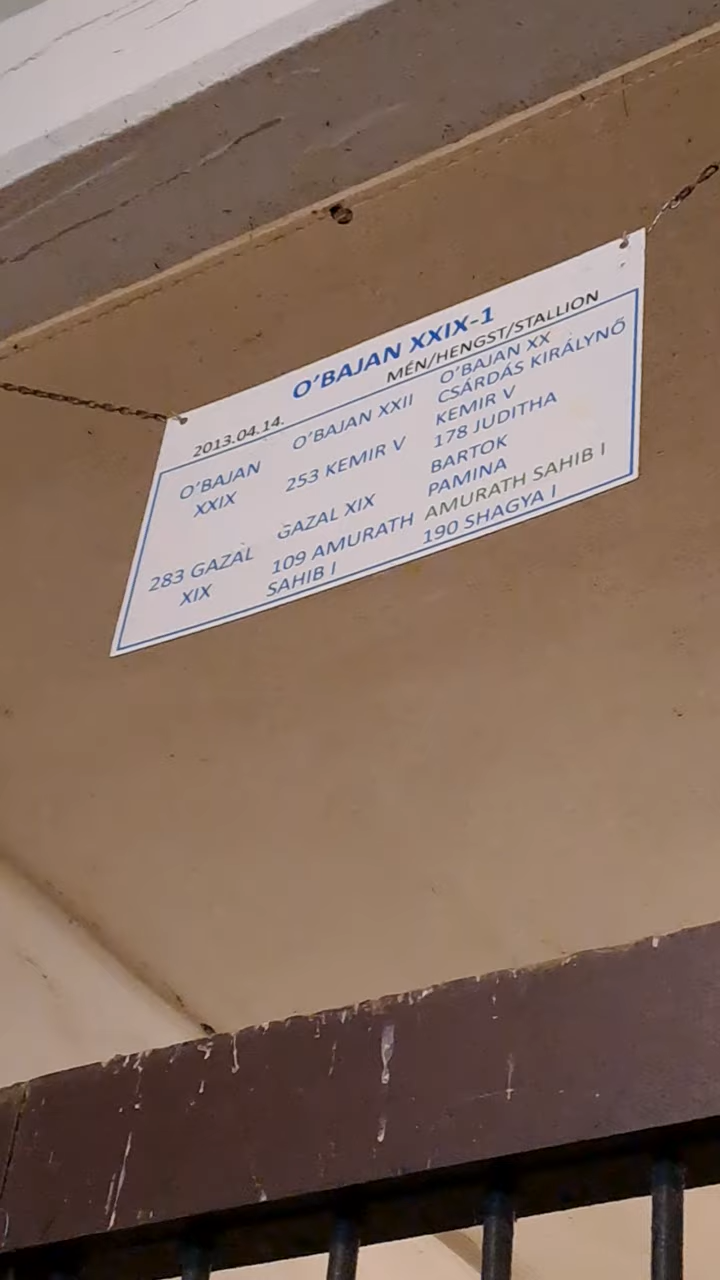 O'BAJAN XXIX-1
MÉN/HENGST/STALLION
2013.04.14.
O'BAJAN
XXIX
283 GAZAL
XIX
O'BAJAN XXII
253 KEMIR V
GAZAL XIX
109 AMURATH
SAHIB I
O'BAJAN XX
CSÁRDÁS KIRÁLYNŐ
KEMIR V
178 JUDITHA
BARTOK
PAMINA
AMURATH SAHIB I
190 SHAGYA I